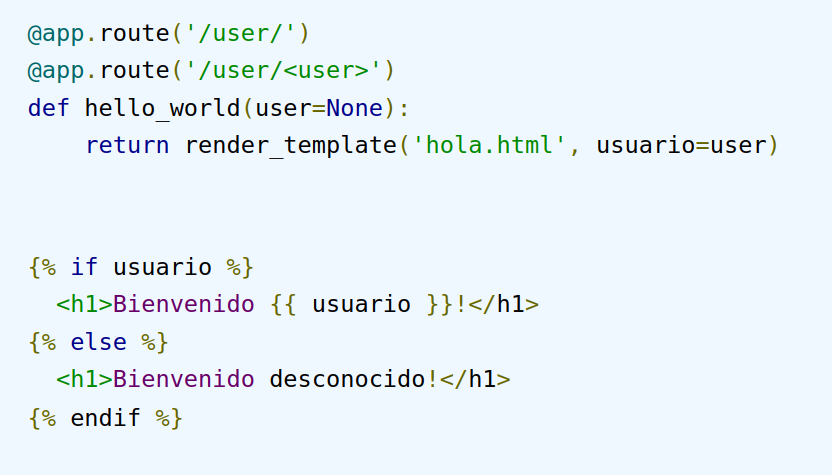 @app.route('/user/')
@app.route('/user/<user>')
def hello_world(user=None):
    return render_template('hola.html', usuario=user)
{% if usuario %}
  <h1>Bienvenido {{ usuario }}!</h1>
{% else %}
  <h1>Bienvenido desconocido!</h1>
{% endif %}